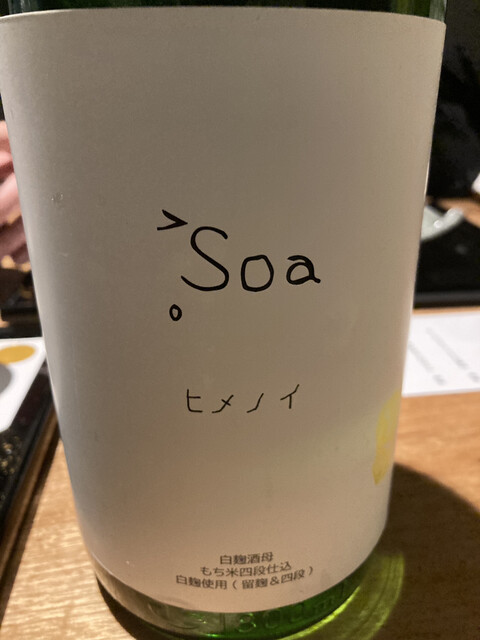 Soa
ヒメノイ
白麹酒母
もち米四段仕込
白麹使用(留麹&四段)
1800ml